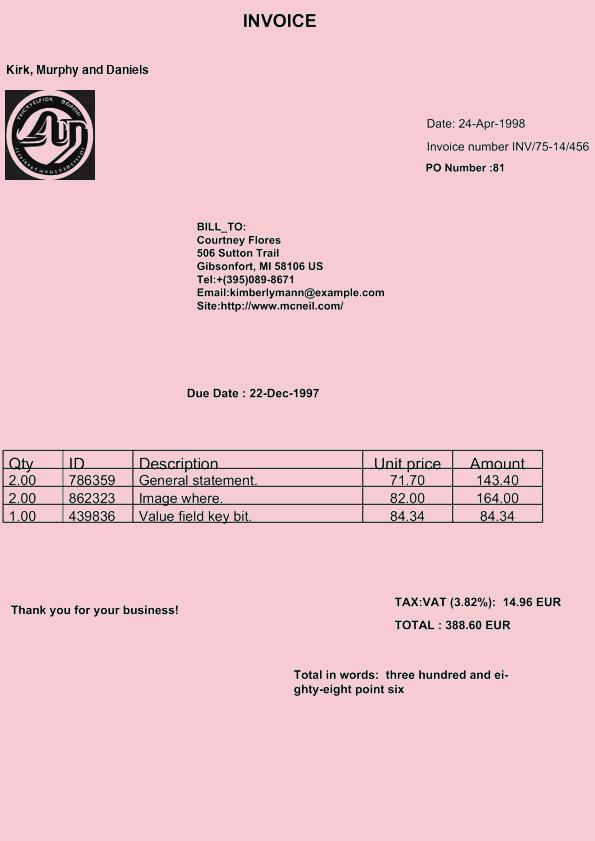 INVOICE
Kirk, Murphy and Daniels
Date: 24-Apr-1998
Invoice number INV/75-14/456
PO Number :81
BILL_TO:
Courtney Flores
506 Sutton Trail
Gibsonfort, MI 58106 US
Tel:+(395)089-8671
Email:kimberlymann@example.com
Site:http://www.mcneil.com/
Due Date : 22-Dec-1997
Qty ID Description Unit price Amount
2.00 786359 General statement. 71.70 143.40
2.00 862323 Image where. 82.00 164.00
1.00 439836 Value field key bit. 84.34 84.34
TAX:VAT (3.82%): 14.96 EUR
Thank you for your business!
TOTAL : 388.60 EUR
Total in words: three hundred and ei-
ghty-eight point six